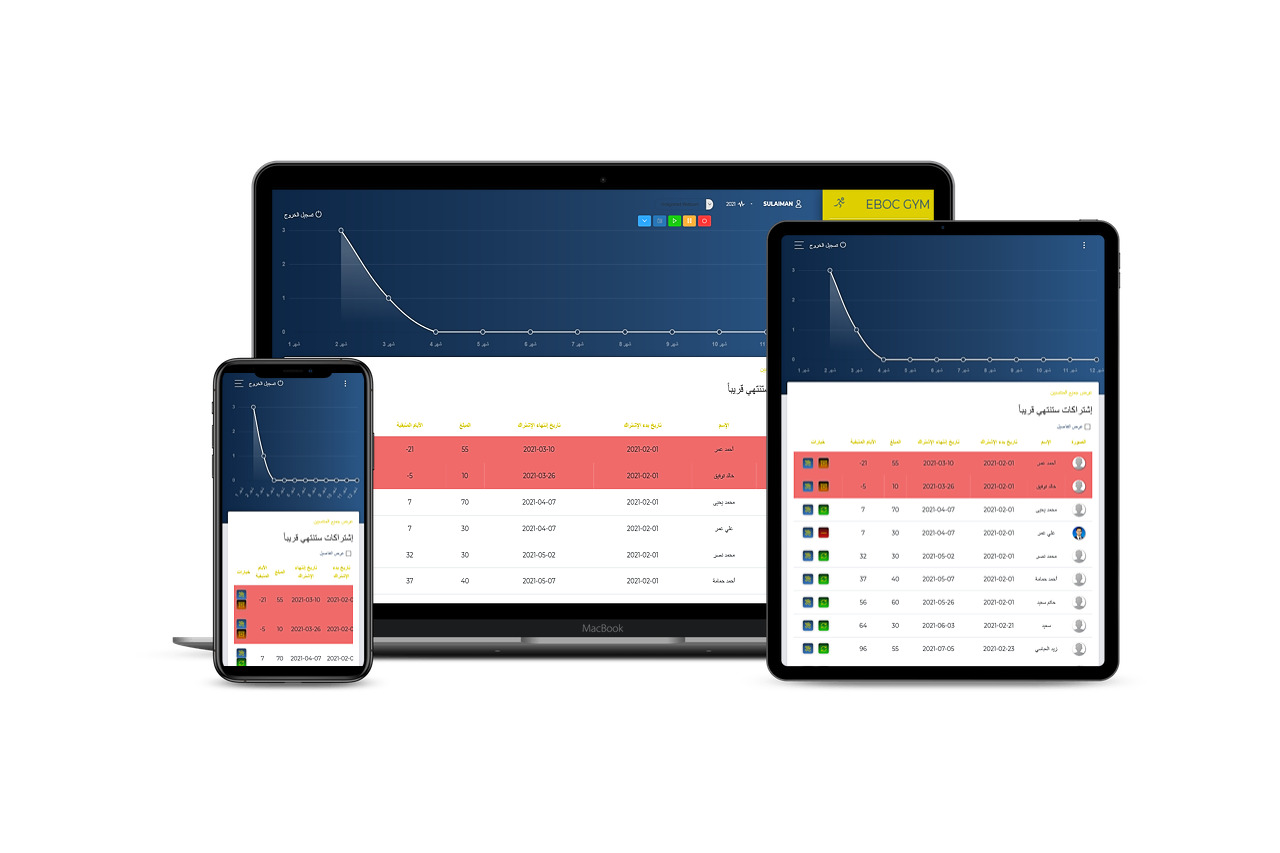 EBOC GYM
SULAIMAN
2021
تسجيل الخروج
3
2
1
0
شهر 1 شهر 2 شهر 3 شهر 4 شهر 5 شهر 6 شهر 7 شهر 8 شهر 9 شهر 10
إشتراكات ستنتهي قريباً
الإسم تاريخ بدء الإشتراك تاريخ إنتهاء الإشتراك المبلغ الأيام المتبقية
أحمد عمر 2021-02-01 2021-03-10 55 -21
خالد توفيق 2021-02-01 2021-03-26 10 -5
محمد يحيى 2021-02-01 2021-04-07 70 7
علي عمر 2021-02-01 2021-04-07 30 7
محمد نصر 2021-02-01 2021-05-02 30 32
أحمد حمامة 2021-02-01 2021-05-07 40 37
MacBook
تسجيل الخروج
3
2
1
0
شهر 1 شهر 2 شهر 3 شهر 4 شهر 5 شهر 6 شهر 7 شهر 8 شهر 9 شهر 10 شهر 11 شهر 12
عرض جميع المنتسبين
إشتراكات ستنتهي قريباً
عرض التفاصيل
الصورة الإسم تاريخ بدء الإشتراك تاريخ إنتهاء الإشتراك المبلغ الأيام المتبقية خيارات
أحمد عمر 2021-02-01 2021-03-10 55 -21
خالد توفيق 2021-02-01 2021-03-26 10 -5
محمد يحيى 2021-02-01 2021-04-07 70 7
علي عمر 2021-02-01 2021-04-07 30 7
محمد نصر 2021-02-01 2021-05-02 30 32
أحمد حمامة 2021-02-01 2021-05-07 40 37
حكم سعيد 2021-02-01 2021-05-26 60 56
سعيد 2021-02-21 2021-06-03 30 64
زيد العباسي 2021-02-23 2021-07-05 55 96
تسجيل الخروج
3
2
1
0
عرض جميع المنتسبين
إشتراكات ستنتهي قريباً
عرض التفاصيل
تاريخ بدء الإشتراك تاريخ إنتهاء الإشتراك المبلغ الأيام المتبقية خيارات
2021-02-0 2021-03-10 55 -21
2021-02-0 2021-03-26 10 -5
2021-02-0 2021-04-07 70 7